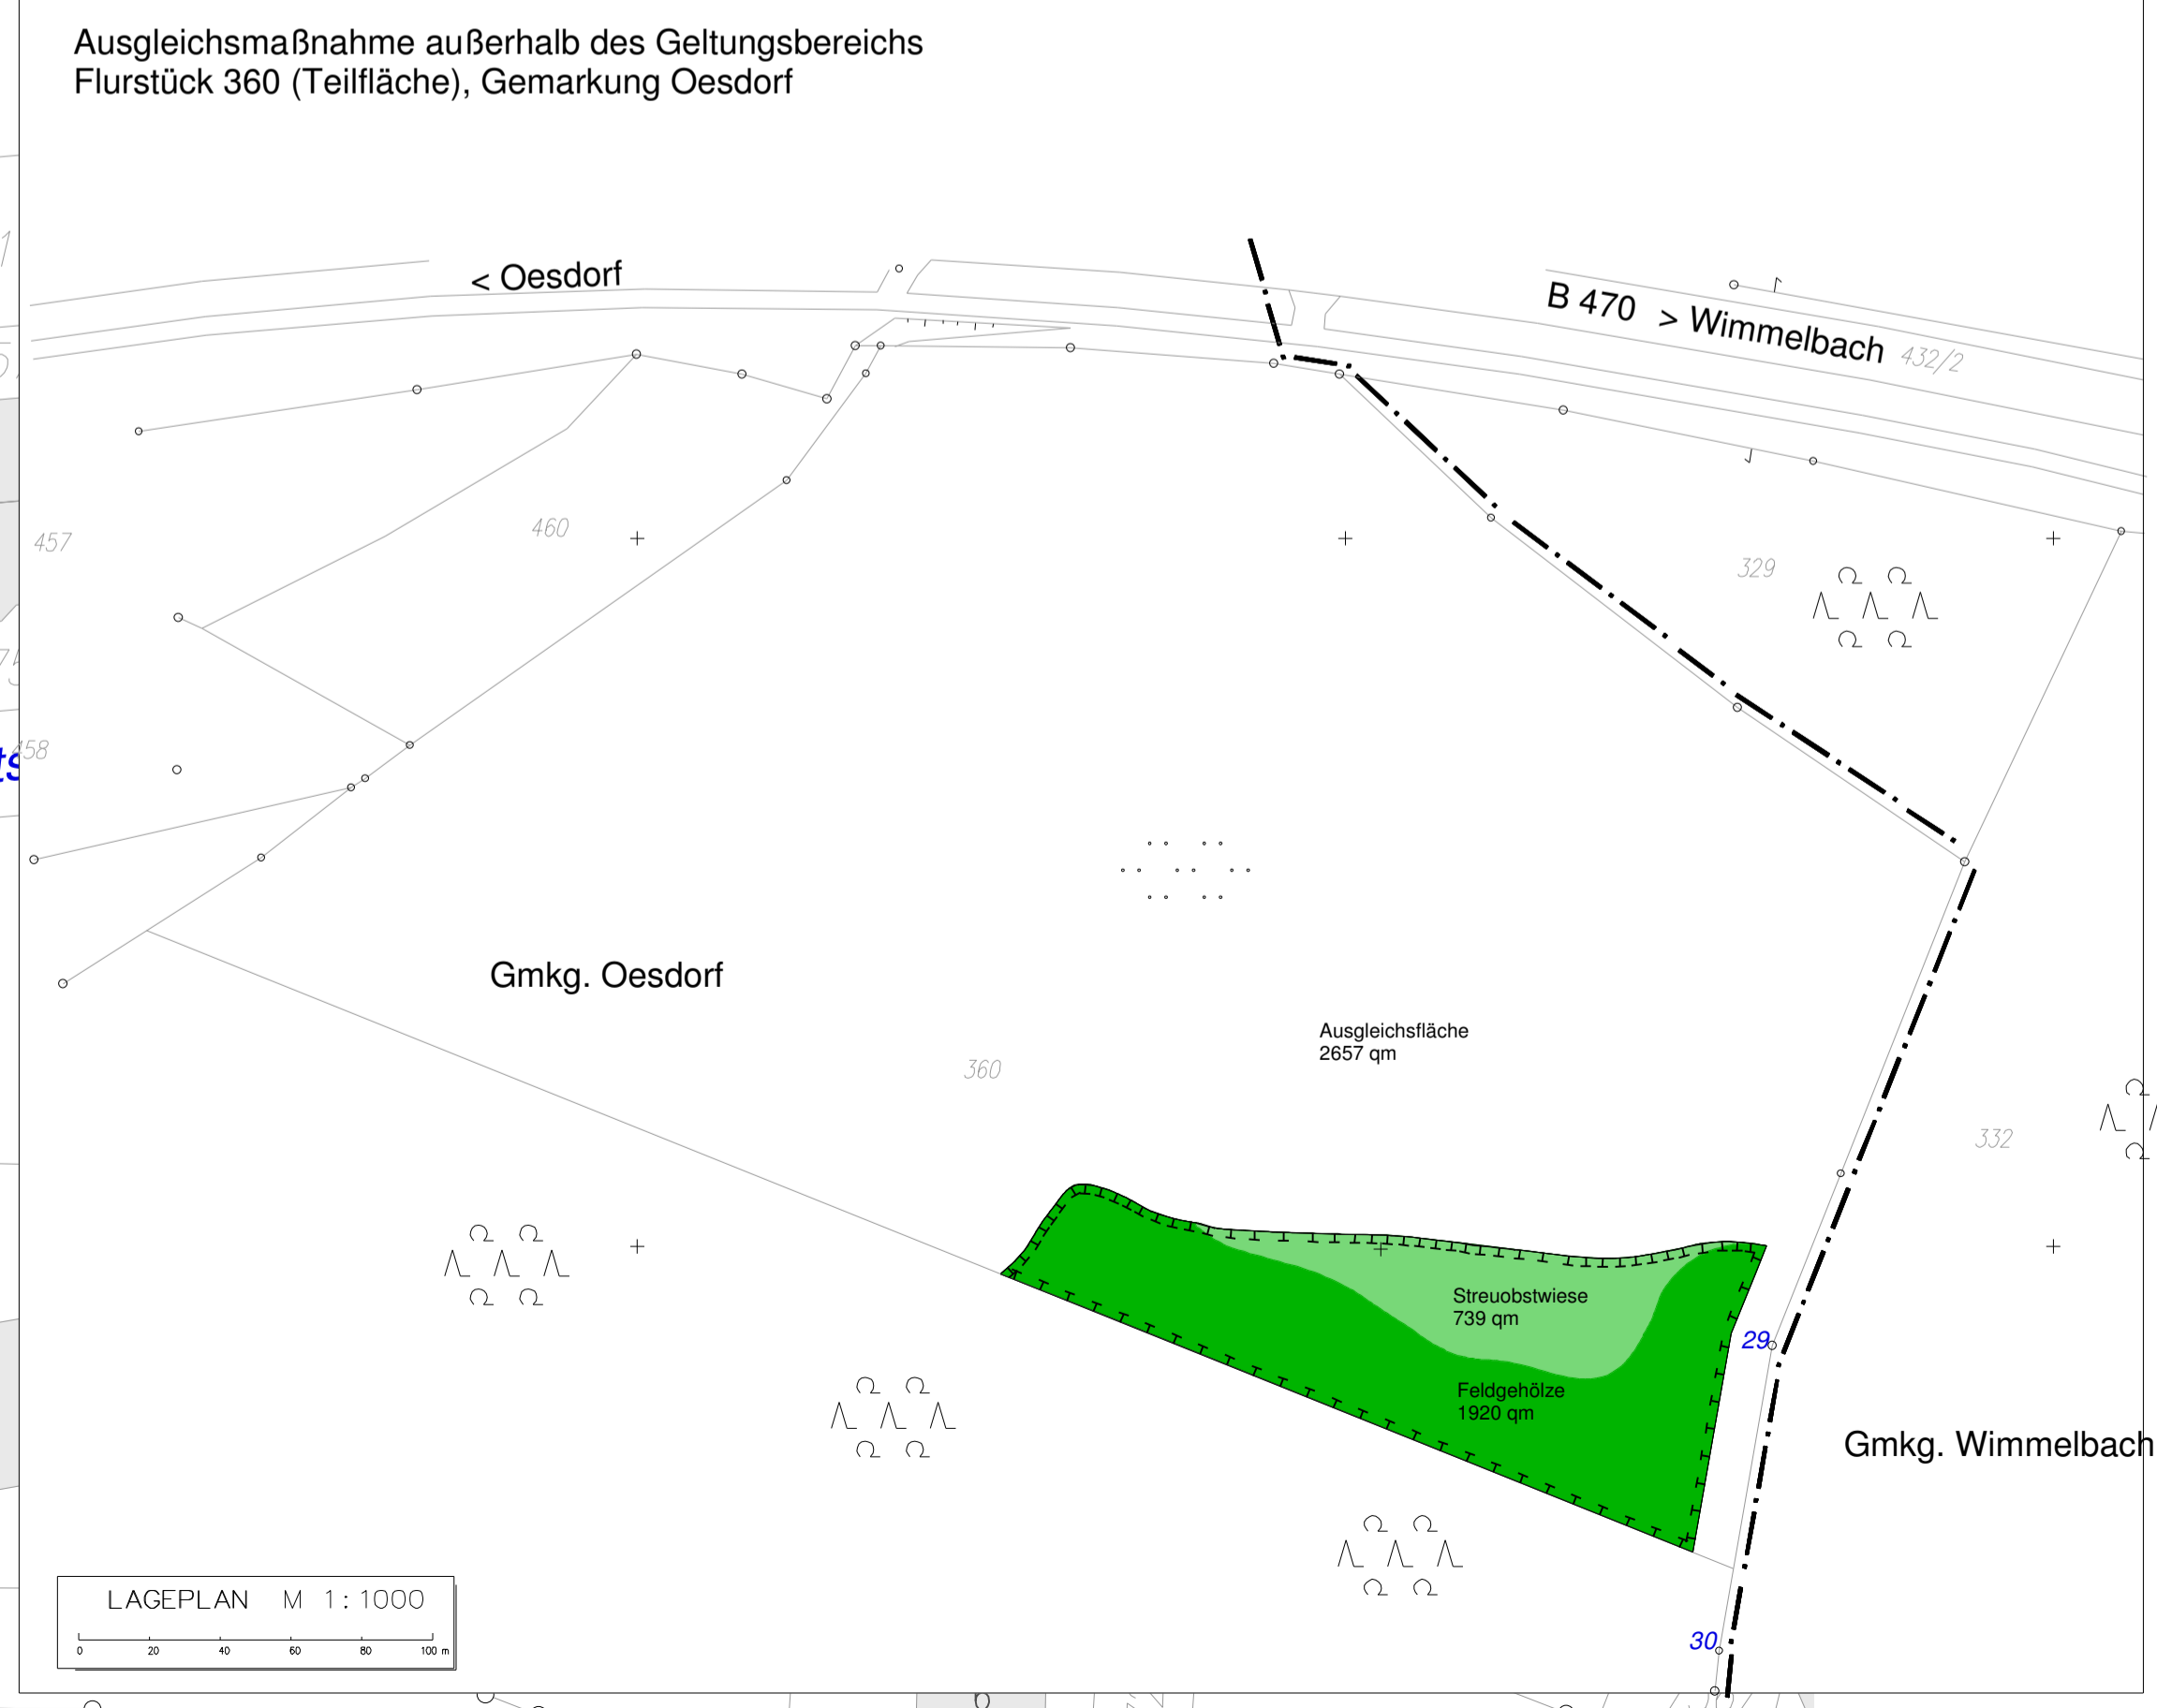 Ausgleichsmaßnahme außerhalb des Geltungsbereichs
Flurstück 360 (Teilfläche), Gemarkung Oesdorf
< Oesdorf
B 470 > Wimmelbach
432/2
457
460
329
458
Gmkg. Oesdorf
360
Ausgleichsfläche
2657 qm
332
Streuobstwiese
739 qm
29
Feldgehölze
1920 qm
Gmkg. Wimmelbach
30
LAGEPLAN M 1:1000
0 20 40 60 80 100 m